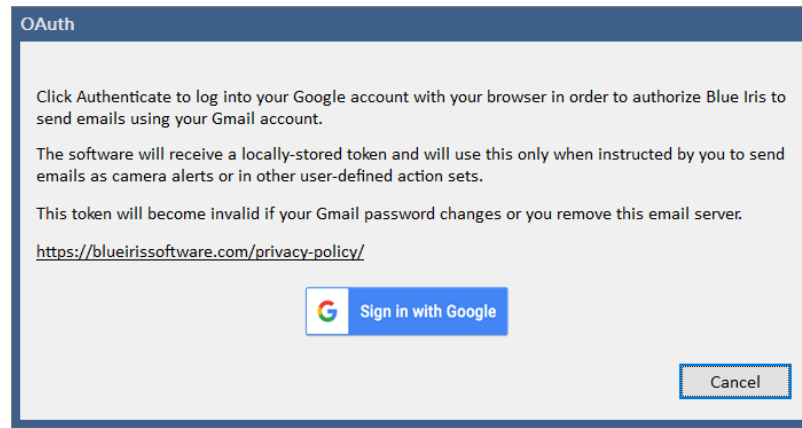 OAuth
Click Authenticate to log into your Google account with your browser in order to authorize Blue Iris to
send emails using your Gmail account.
The software will receive a locally-stored token and will use this only when instructed by you to send
emails as camera alerts or in other user-defined action sets.
This token will become invalid if your Gmail password changes or you remove this email server.
https://blueirissoftware.com/privacy-policy/
G Sign in with Google
Cancel